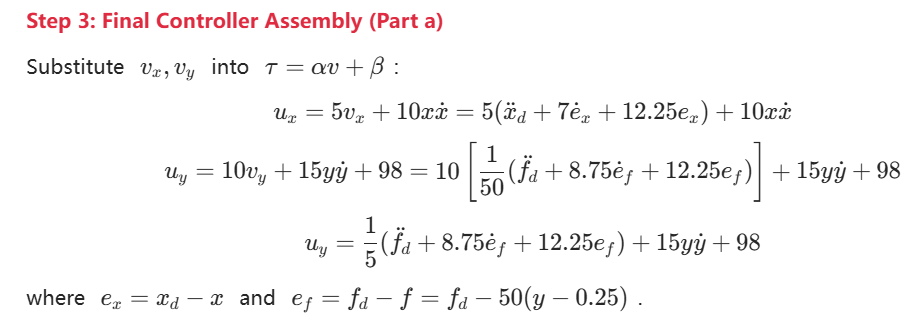 Step 3: Final Controller Assembly (Part a)
Substitute $v_x, v_y$ into $\tau = \alpha v + \beta$ :
$u_x = 5v_x + 10x\dot{x} = 5(\ddot{x}_d + 7\dot{e}_x + 12.25e_x) + 10x\dot{x}$
$u_y = 10v_y + 15y\dot{y} + 98 = 10\left[\frac{1}{50}(\ddot{f}_d + 8.75\dot{e}_f + 12.25e_f)\right] + 15y\dot{y} + 98$
$u_y = \frac{1}{5}(\ddot{f}_d + 8.75\dot{e}_f + 12.25e_f) + 15y\dot{y} + 98$
where $e_x = x_d - x$ and $e_f = f_d - f = f_d - 50(y - 0.25)$ .